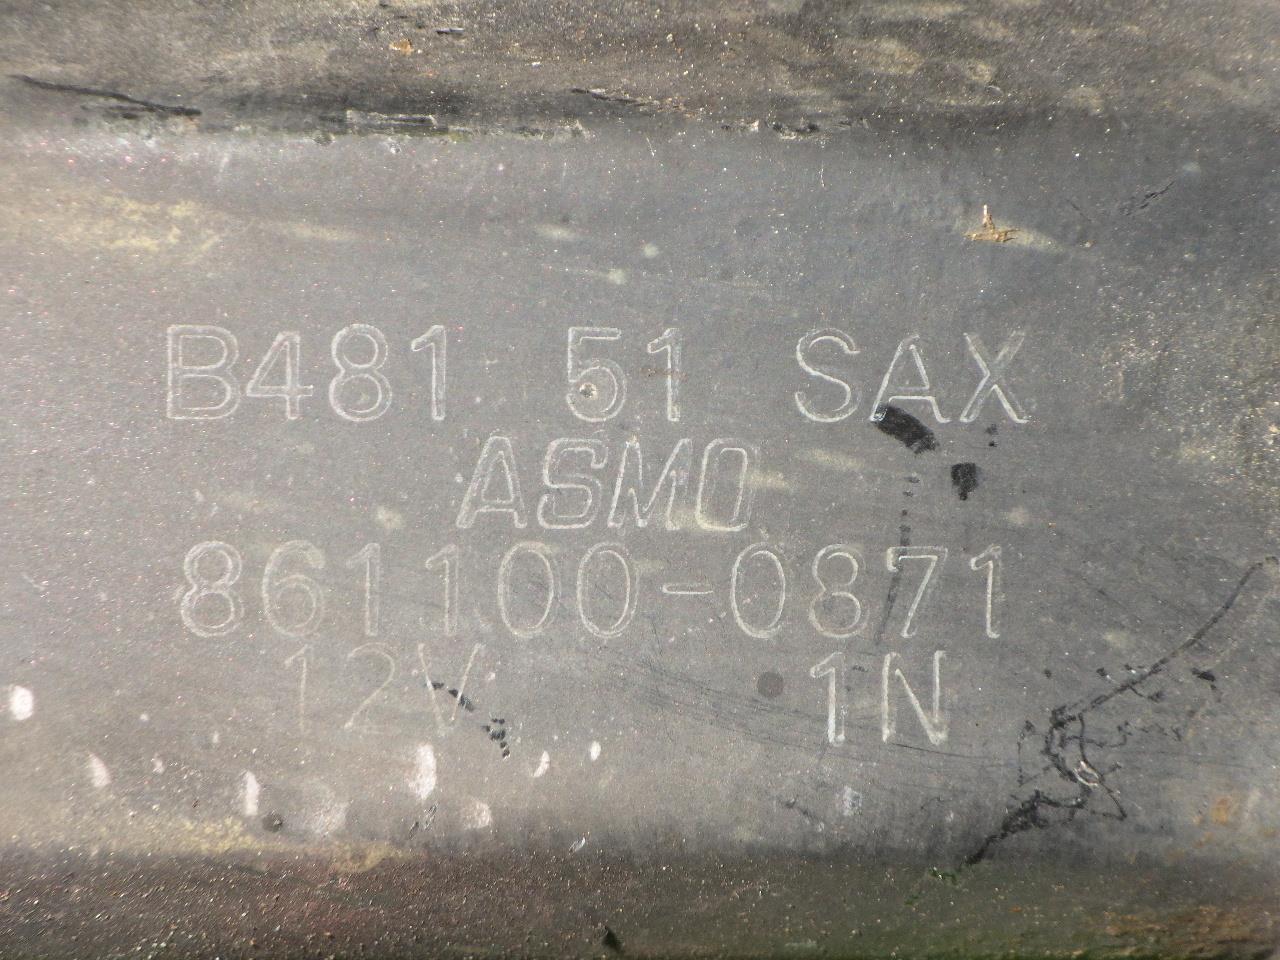 B481 51 SAX
ASMO
861100-0871
12V 1N